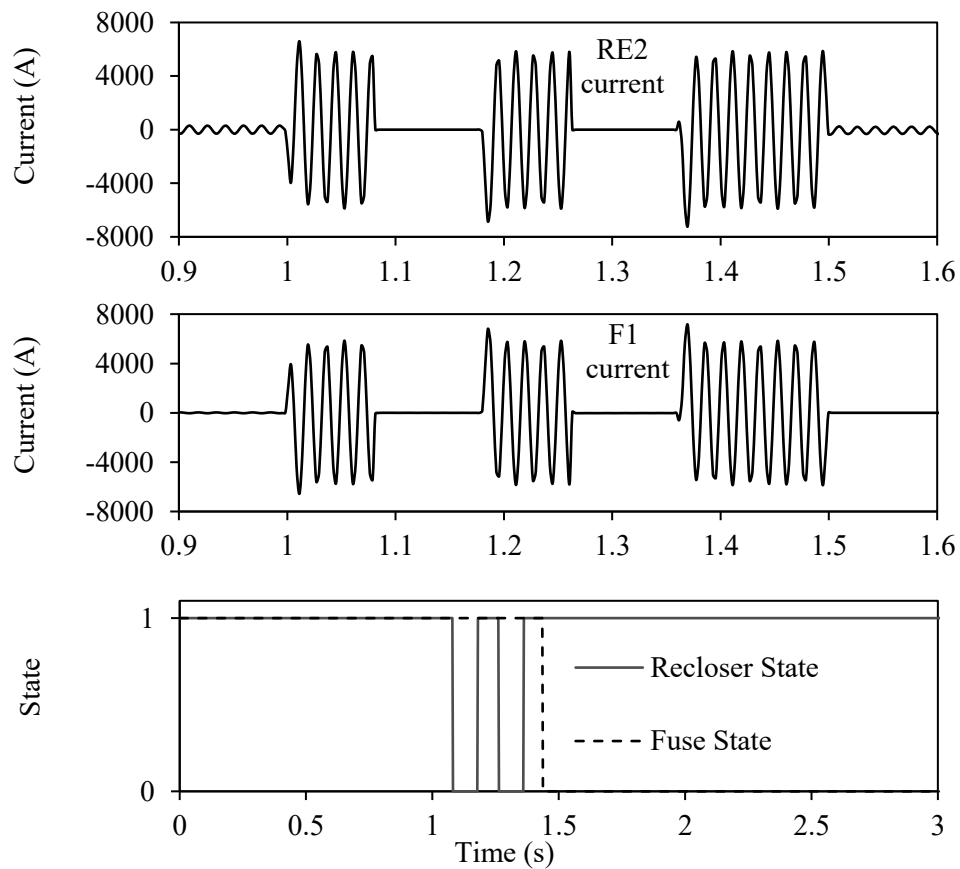 8000
4000
0
-4000
-8000
Current (A)
RE2
current
0.9 1 1.1 1.2 1.3 1.4 1.5 1.6
8000
4000
0
-4000
-8000
Current (A)
F1
current
0.9 1 1.1 1.2 1.3 1.4 1.5 1.6
1
0
State
Recloser State
Fuse State
0 0.5 1 1.5 2 2.5 3
Time (s)